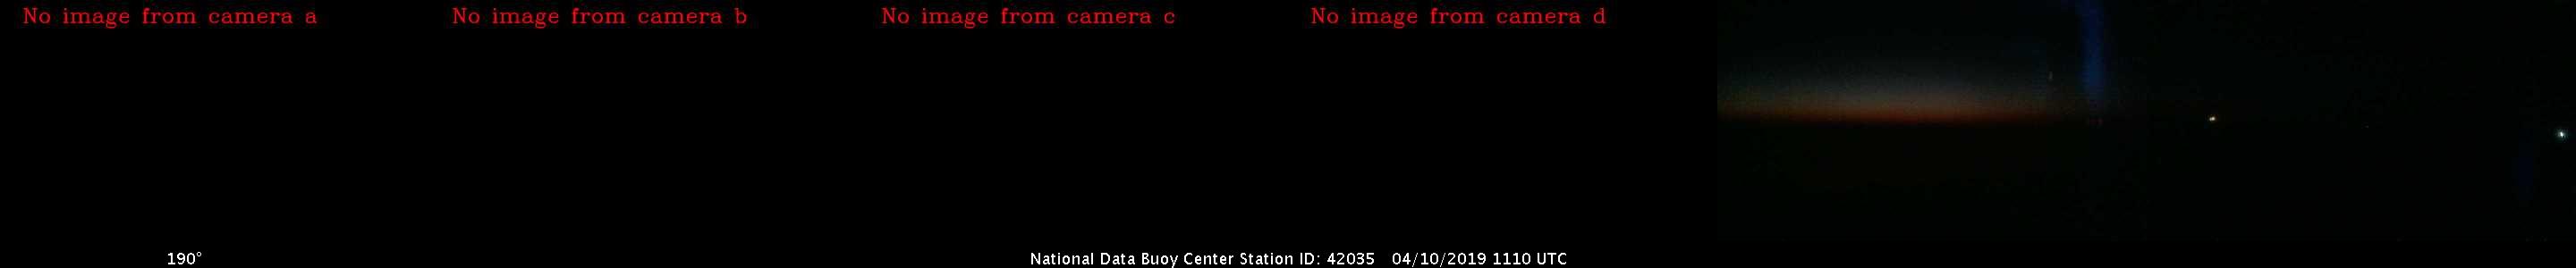 No image from camera a
No image from camera b
No image from camera c
No image from camera d
190°
National Data Buoy Center Station ID: 42035 04/10/2019 1110 UTC